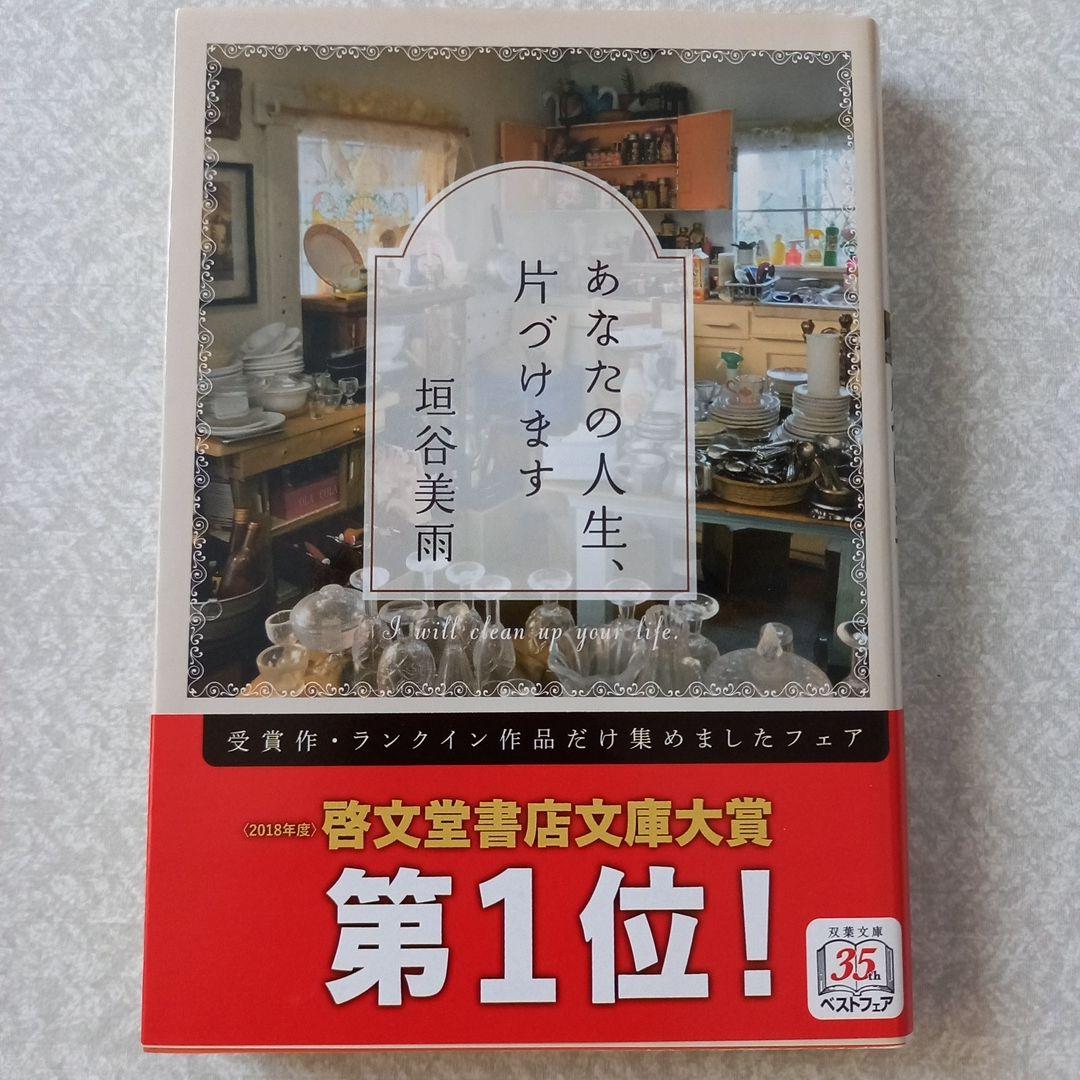 あなたの人生、
片づけます
垣谷美雨
I will clean up your life.
受賞作・ランクイン作品だけ集めましたフェア
〈2018年度〉啓文堂書店文庫大賞
第1位!
双葉文庫
35th
ベストフェア